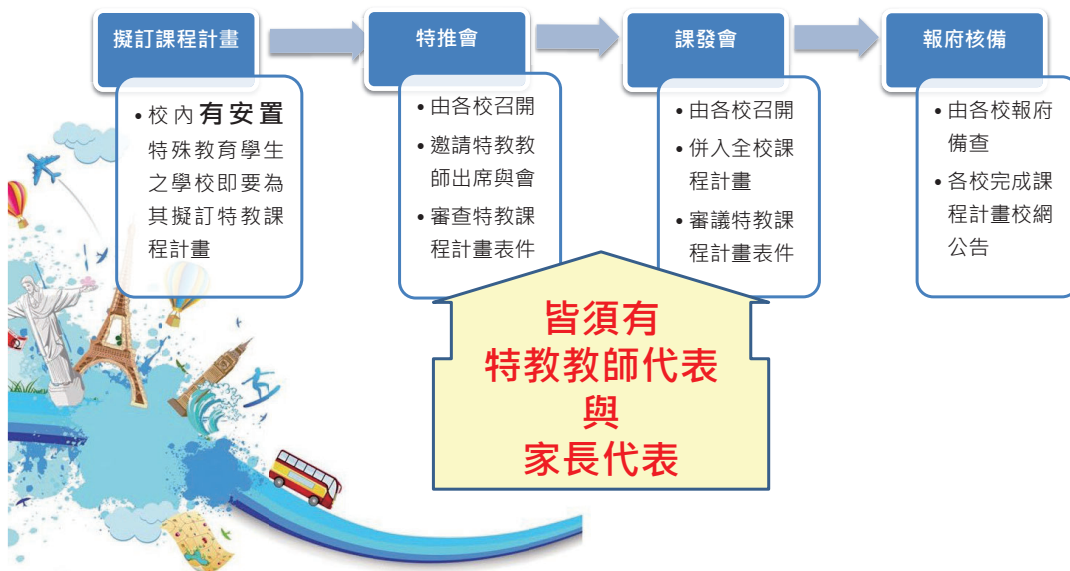 擬訂課程計畫
• 校內有安置
特殊教育學生
之學校即要為
其擬訂特教課
程計畫
特推會
• 由各校召開
• 邀請特教教
師出席與會
• 審查特教課
程計畫表件
課發會
• 由各校召開
• 併入全校課
程計畫
• 審議特教課
程計畫表件
報府核備
• 由各校報府
備查
• 各校完成課
程計畫校網
公告
皆須有
特教教師代表
與
家長代表